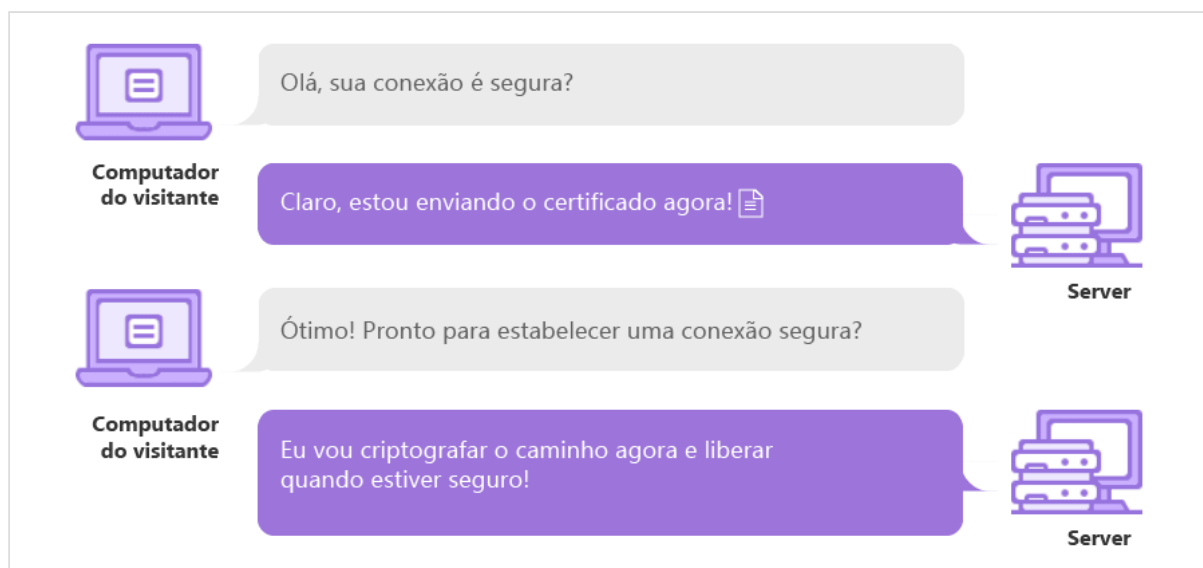 Olá, sua conexão é segura?
Computador
do visitante
Claro, estou enviando o certificado agora!
Server
Ótimo! Pronto para estabelecer uma conexão segura?
Computador
do visitante
Eu vou criptografar o caminho agora e liberar
quando estiver seguro!
Server